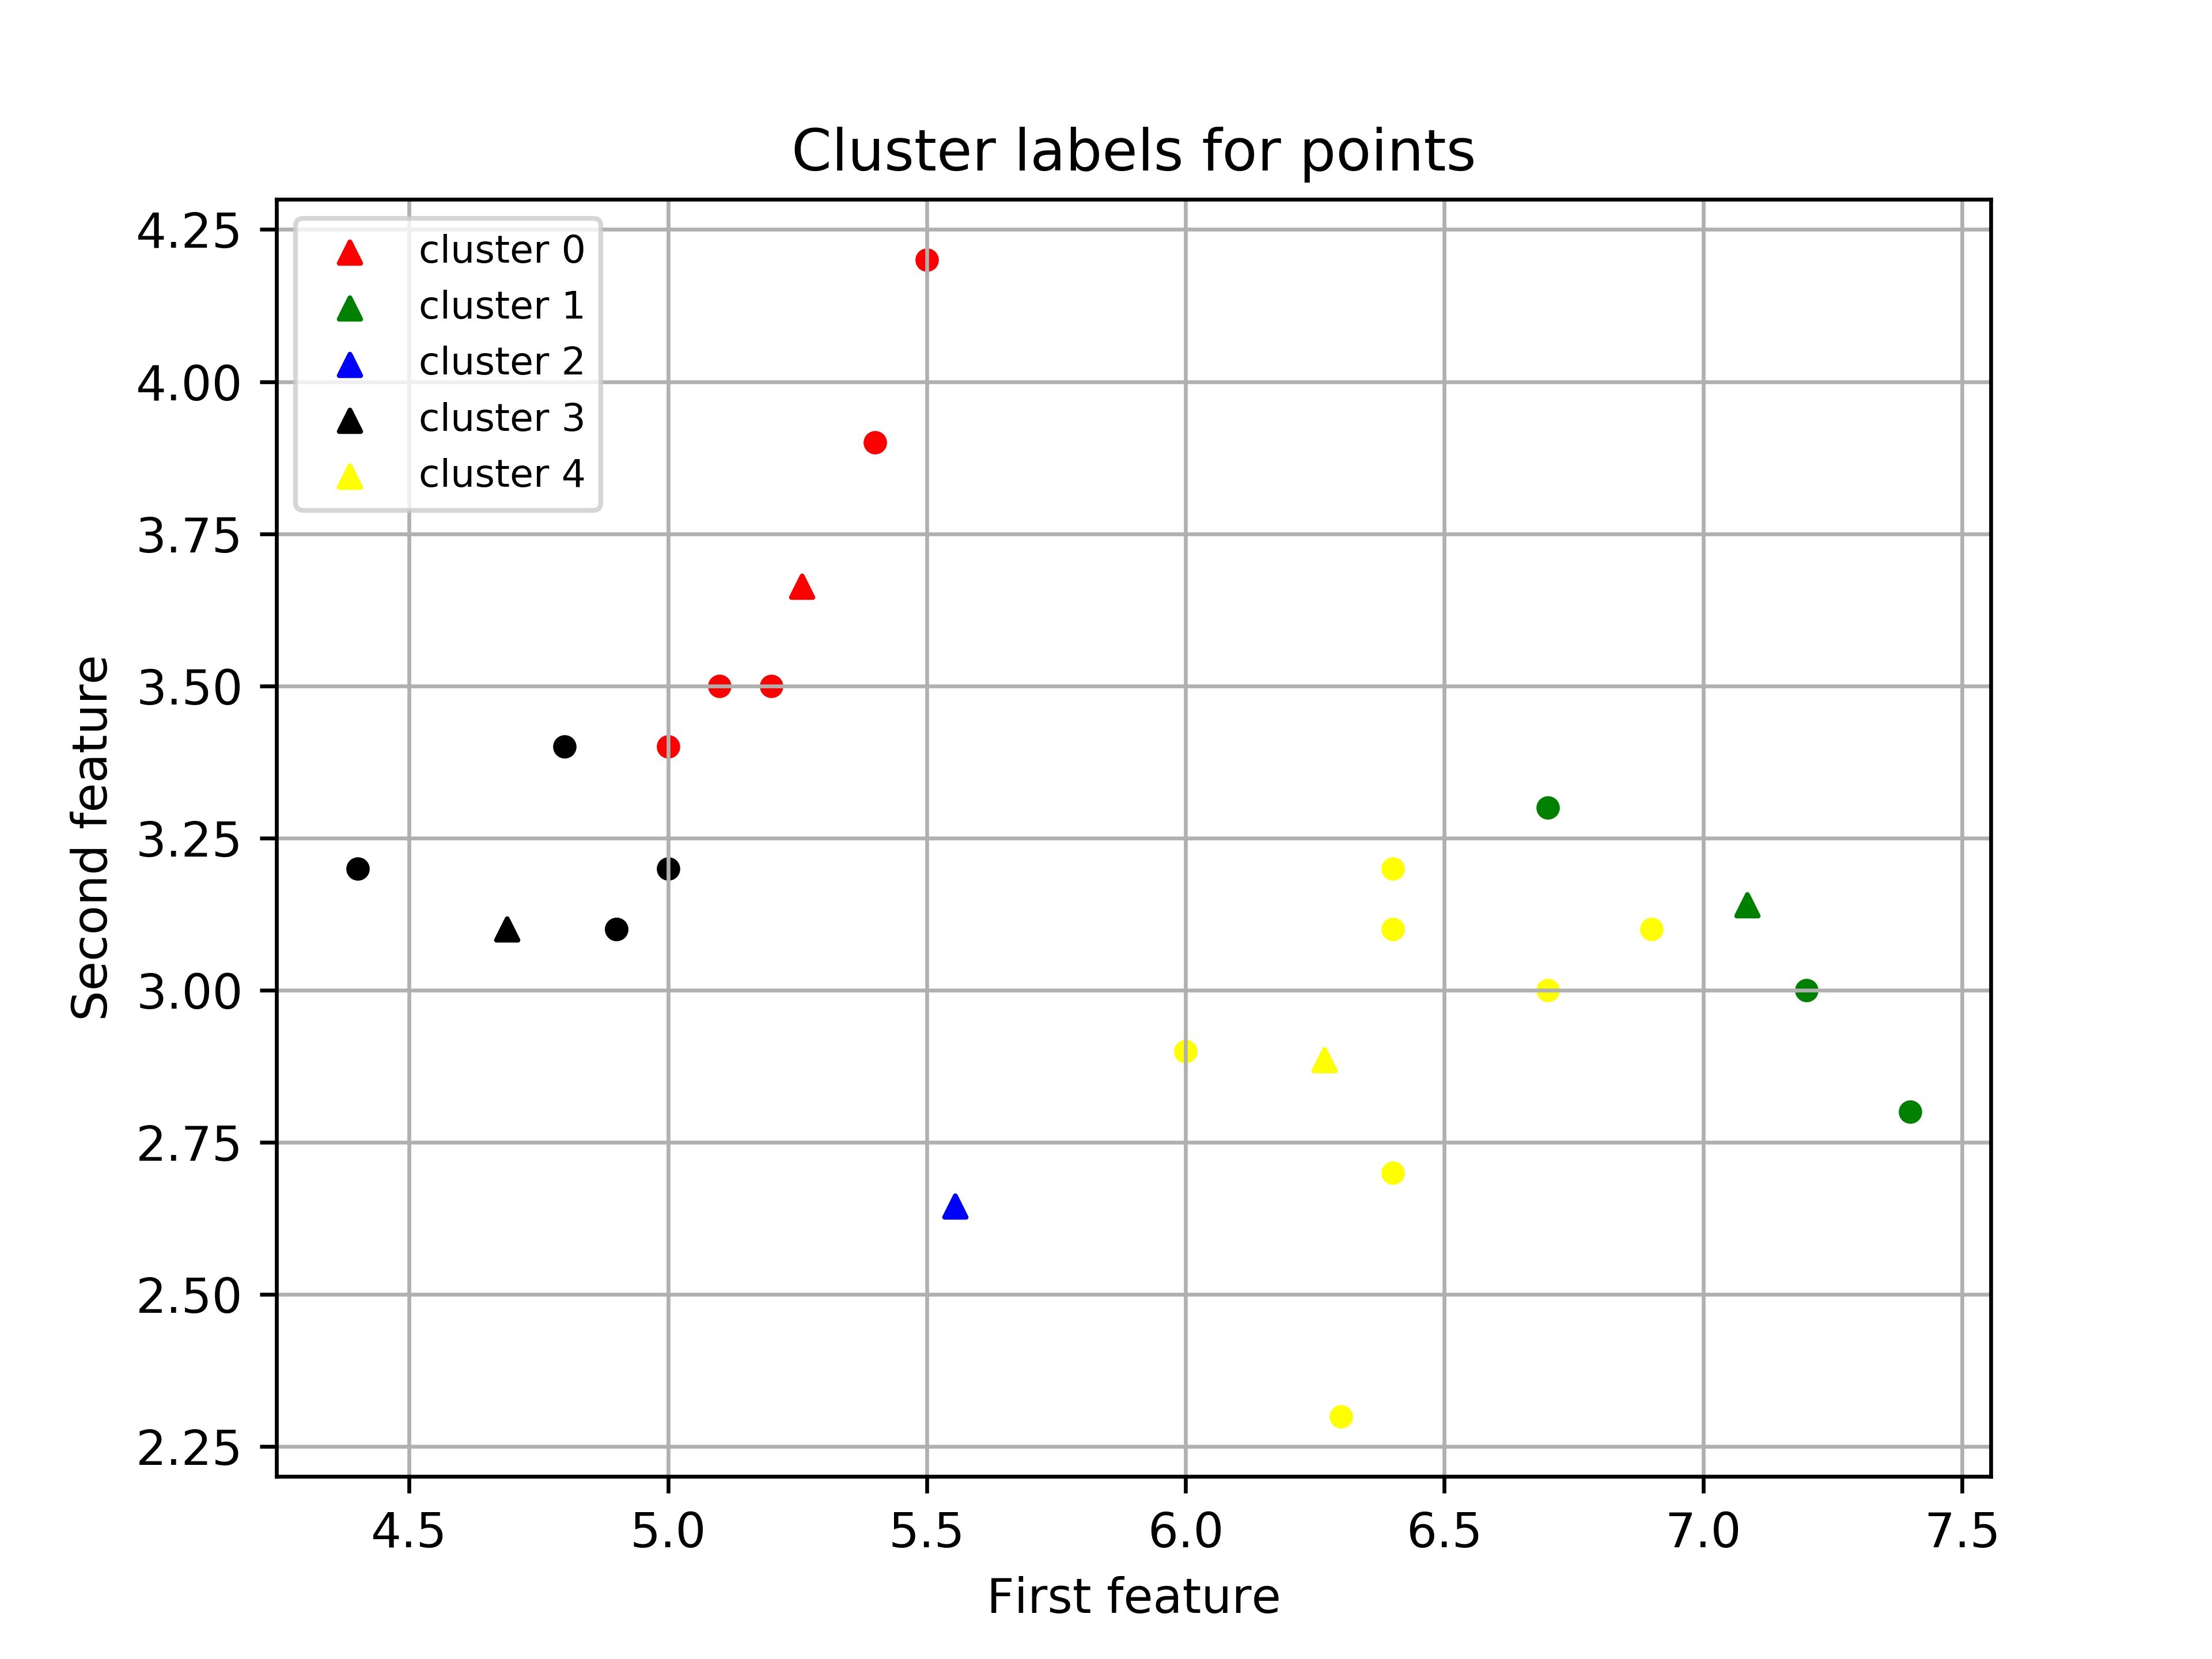 Cluster labels for points
cluster 0
cluster 1
cluster 2
cluster 3
cluster 4
Second feature
4.25
4.00
3.75
3.50
3.25
3.00
2.75
2.50
2.25
4.5 5.0 5.5 6.0 6.5 7.0 7.5
First feature